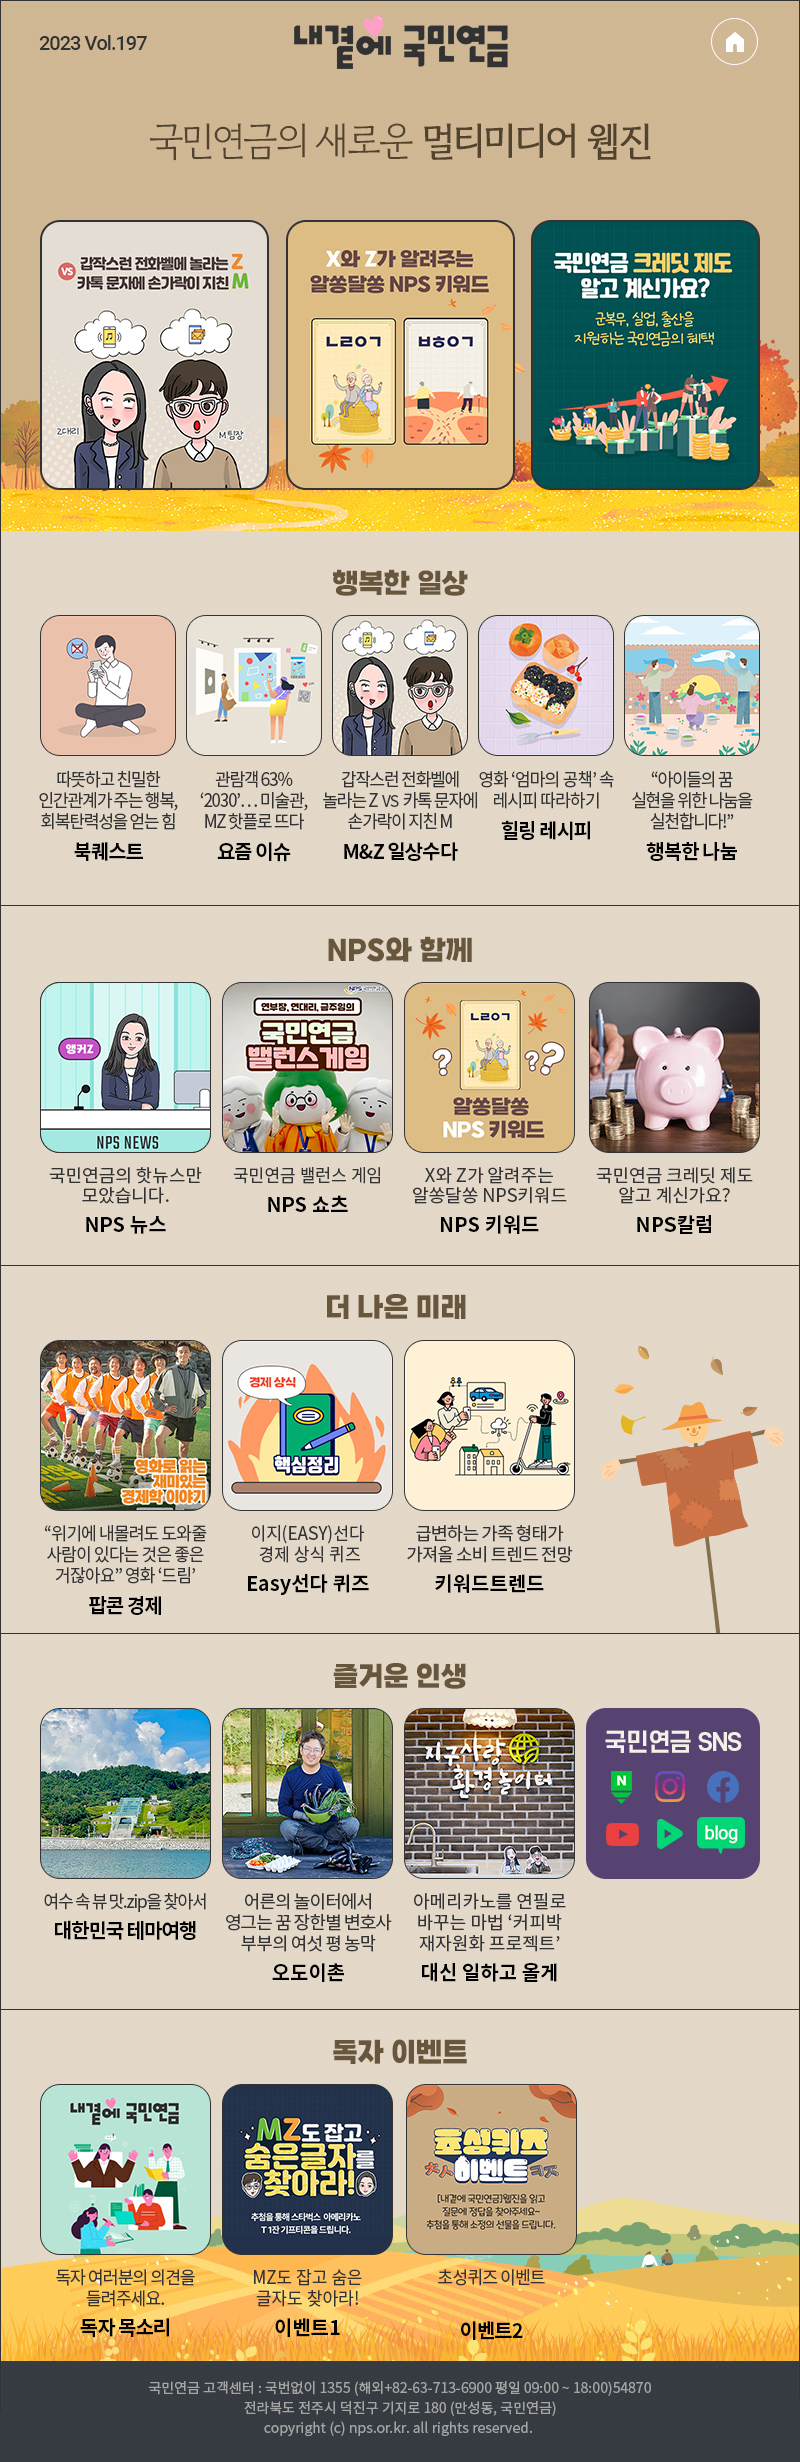 2023 Vol.197
내곁에 국민연금
국민연금의 새로운 멀티미디어 웹진
VS
갑작스런 전화벨에 놀라는 Z
카톡 문자에 손가락이 지친 M
Z대리
M팀장
X와 Z가 알려주는
알쏭달쏭 NPS 키워드
ㄴㄹㅇㄱ
ㅂㅎㅇㄱ
국민연금 크레딧 제도
알고 계신가요?
군복무, 실업, 출산을
지원하는 국민연금의 혜택
행복한 일상
따뜻하고 친밀한
인간관계가 주는 행복,
회복탄력성을 얻는 힘
북퀘스트
관람객 63%
‘2030’… 미술관,
MZ 핫플로 뜨다
요즘 이슈
갑작스런 전화벨에
놀라는 Z VS 카톡 문자에
손가락이 지친 M
M&Z 일상수다
영화 ‘엄마의 공책’ 속
레시피 따라하기
힐링 레시피
“아이들의 꿈
실현을 위한 나눔을
실천합니다!”
행복한 나눔
NPS와 함께
앵커Z
NPS NEWS
국민연금의 핫뉴스만
모았습니다.
NPS 뉴스
연부장, 연대리, 금주임의
국민연금
밸런스게임
국민연금 밸런스 게임
NPS 쇼츠
ㄴㄹㅇㄱ
알쏭달쏭
NPS 키워드
X와 Z가 알려주는
알쏭달쏭 NPS키워드
NPS 키워드
국민연금 크레딧 제도
알고 계신가요?
NPS칼럼
더 나은 미래
영화로 읽는
재미있는
경제학 이야기
“위기에 내몰려도 도와줄
사람이 있다는 것은 좋은
거잖아요” 영화 ‘드림’
팝콘 경제
경제 상식
핵심정리
이지(EASY)선다
경제 상식 퀴즈
Easy선다 퀴즈
급변하는 가족 형태가
가져올 소비 트렌드 전망
키워드트렌드
즐거운 인생
여수 속 뷰 맛.zip을 찾아서
대한민국 테마여행
어른의 놀이터에서
영그는 꿈 장한별 변호사
부부의 여섯 평 농막
오도이촌
지구사랑
환경놀이터
아메리카노를 연필로
바꾸는 마법 ‘커피박
재자원화 프로젝트’
대신 일하고 올게
국민연금 SNS
N
blog
독자 이벤트
내곁에 국민연금
독자 여러분의 의견을
들려주세요.
독자 목소리
MZ도 잡고
숨은글자를
찾아라!
추첨을 통해 스타벅스 아메리카노
T 1잔 기프티콘을 드립니다.
MZ도 잡고 숨은
글자도 찾아라!
이벤트1
초성퀴즈
이벤트
[내곁에 국민연금]웹진을 읽고
질문에 정답을 찾아주세요~
추첨을 통해 소정의 선물을 드립니다.
초성퀴즈 이벤트
이벤트2
국민연금 고객센터 : 국번없이 1355 (해외+82-63-713-6900 평일 09:00 ~ 18:00)54870
전라북도 전주시 덕진구 기지로 180 (만성동, 국민연금)
copyright (c) nps.or.kr. all rights reserved.